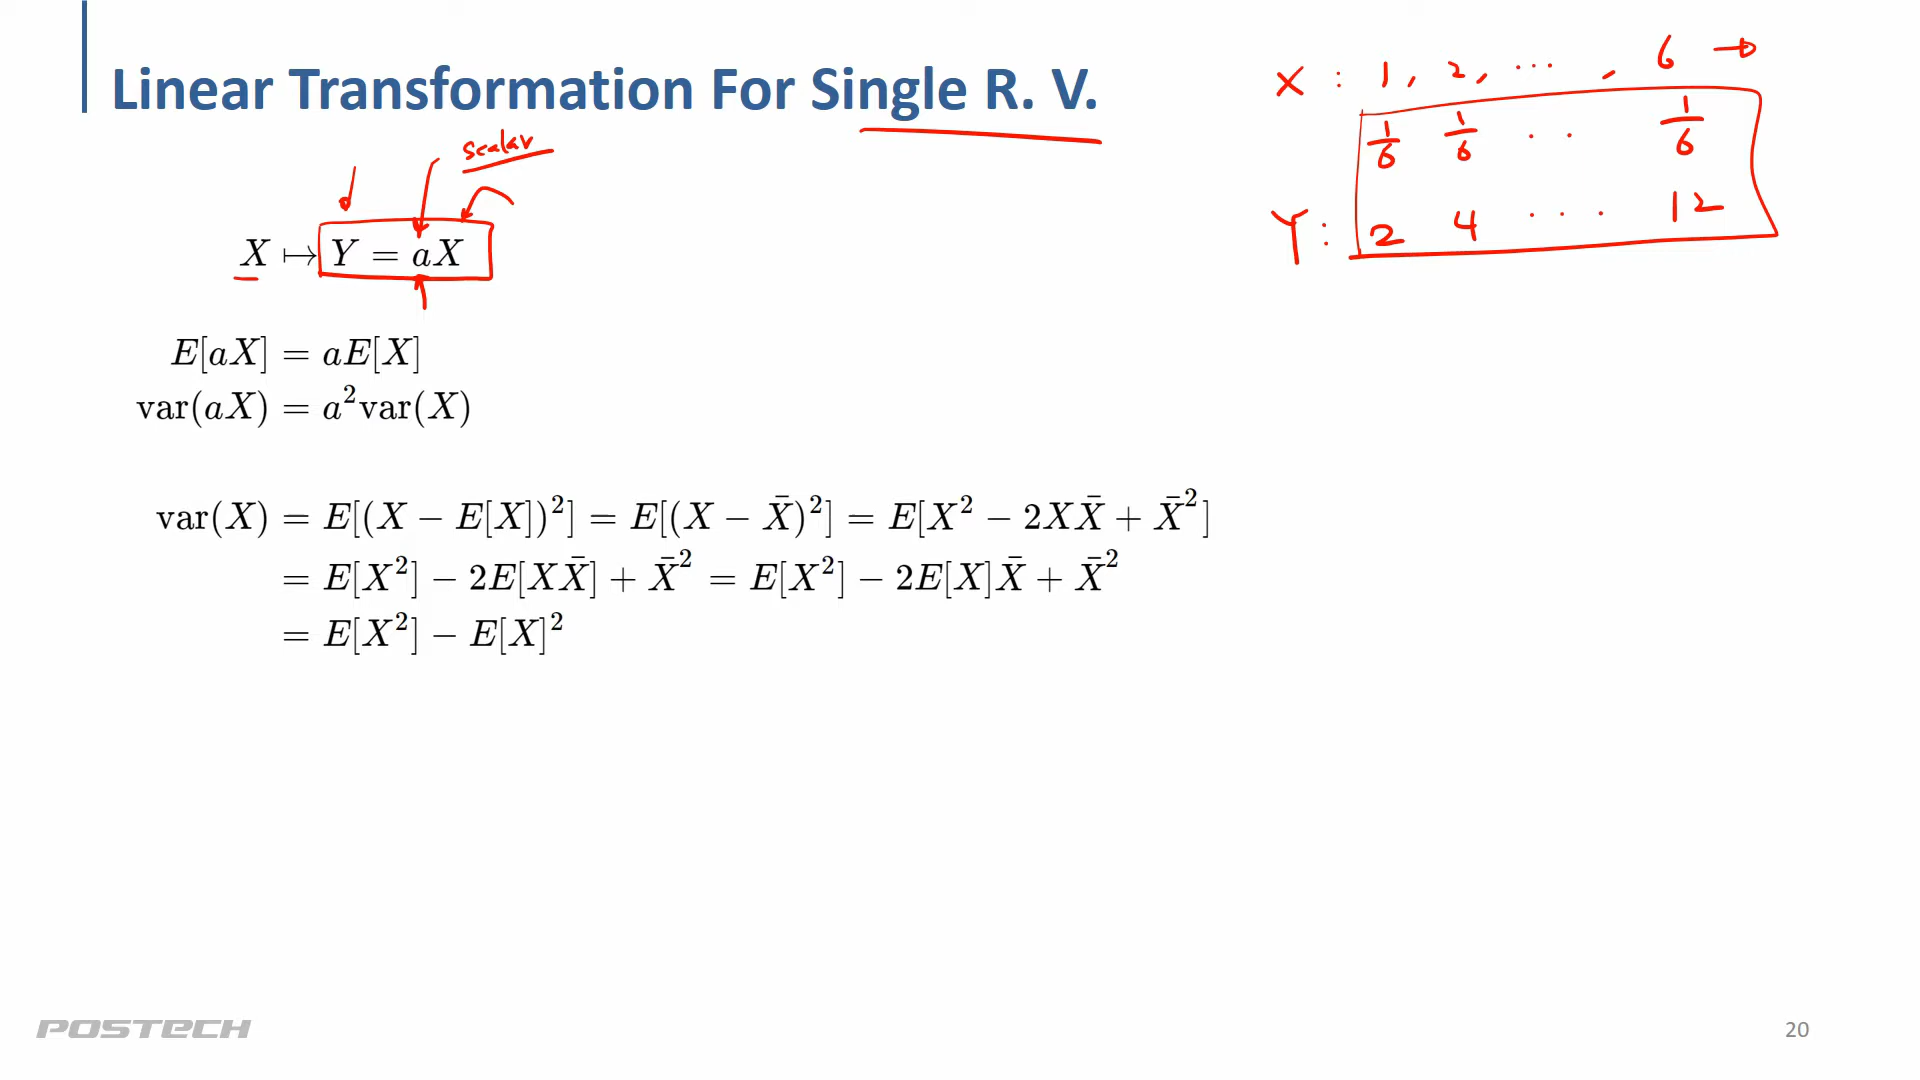 Linear Transformation For Single R. V.
X : 1 , 2 , ··· , 6 →
1/6 1/6 ·· 1/6
Y : 2 4 ··· 12
scalar
X ↦ Y = aX
E[aX] = aE[X]
var(aX) = a²var(X)
var(X) = E[(X − E[X])²] = E[(X − X̄)²] = E[X² − 2XX̄ + X̄²]
= E[X²] − 2E[XX̄] + X̄² = E[X²] − 2E[X]X̄ + X̄²
= E[X²] − E[X]²
POSTECH
20